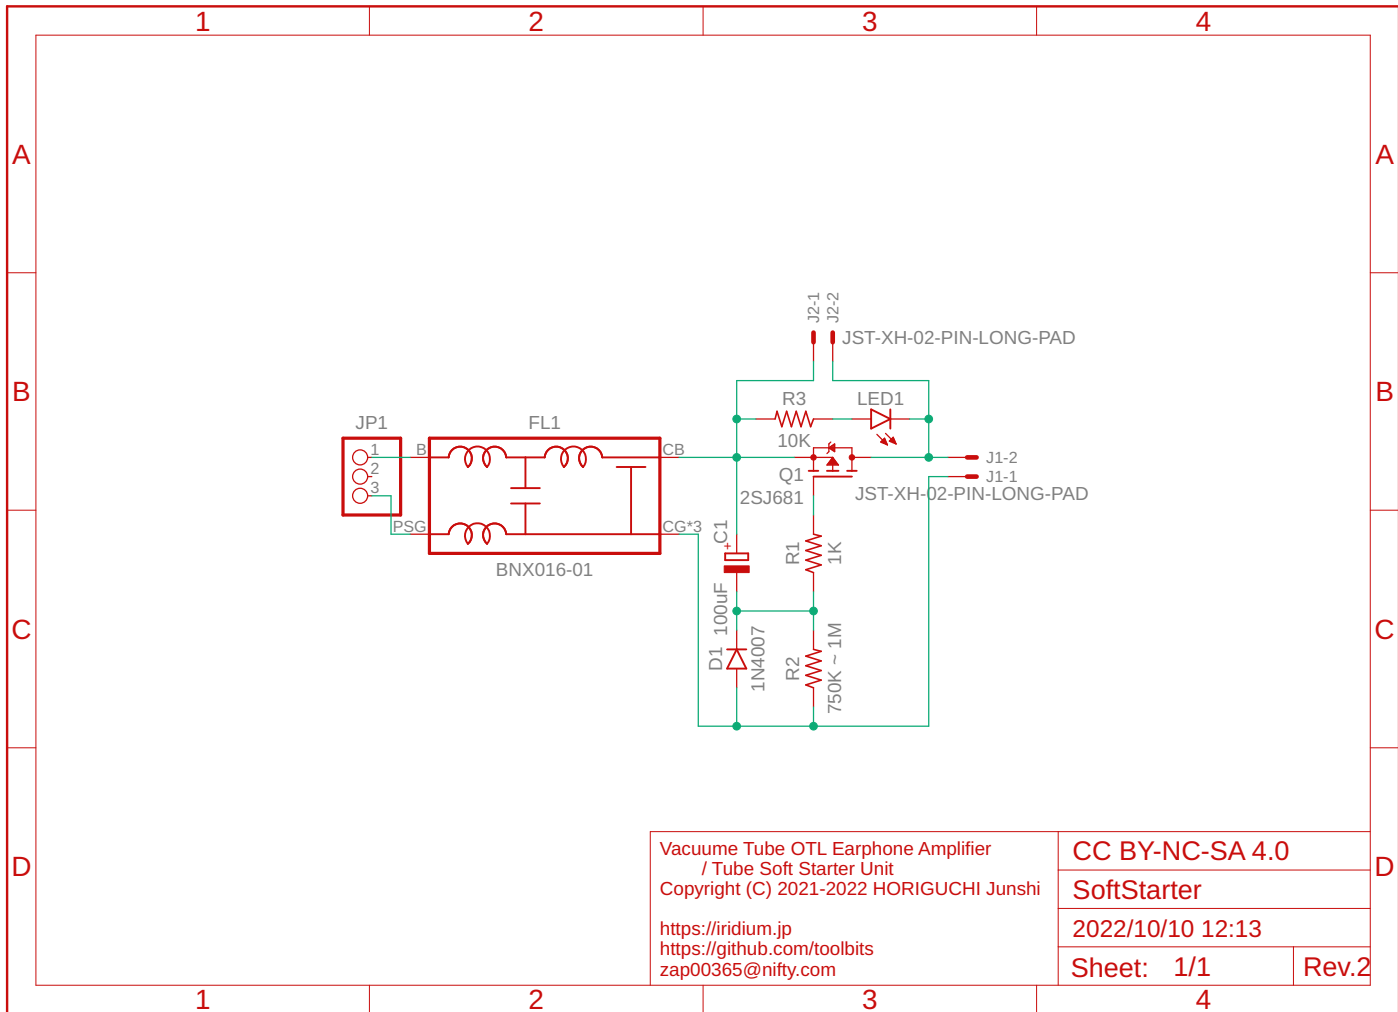 1 2 3 4
A A
J2-1
J2-2
JST-XH-02-PIN-LONG-PAD
B B
R3 LED1
10K
JP1 FL1
1
2
3
B CB
PSG CG*3
BNX016-01
Q1
2SJ681
J1-2
J1-1
JST-XH-02-PIN-LONG-PAD
C1
+
100uF
R1
1K
C C
D1
1N4007
R2
750K ~ 1M
D D
Vacuume Tube OTL Earphone Amplifier
/ Tube Soft Starter Unit
Copyright (C) 2021-2022 HORIGUCHI Junshi
https://iridium.jp
https://github.com/toolbits
zap00365@nifty.com
CC BY-NC-SA 4.0
SoftStarter
2022/10/10 12:13
Sheet: 1/1 Rev.2
1 2 3 4